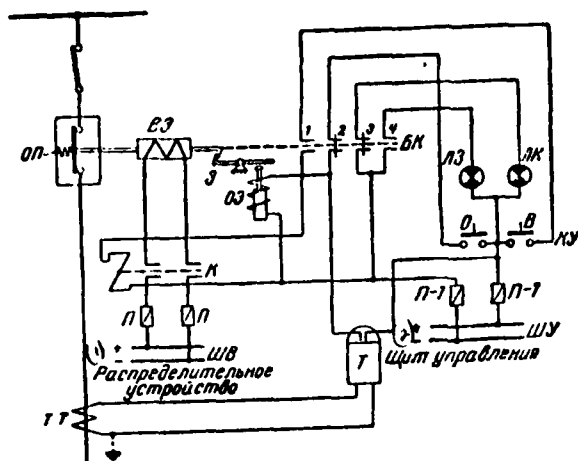 1 2 3 4
БК
ВЭ
ОП
З
ОЭ
ЛЗ
ЛК
О
В
КУ
К
П
П
П-1
П-1
+
ШВ
+
ШУ
Т
Щит управления
Распределительное
устройство
ТТ